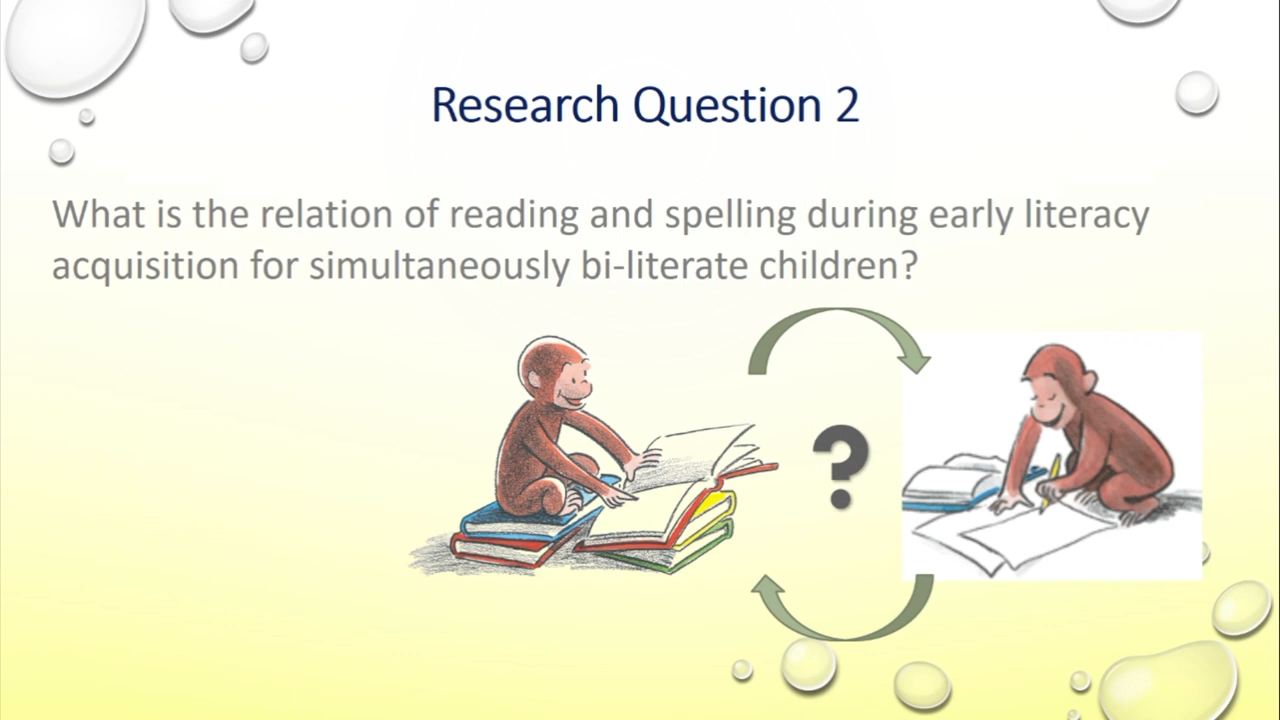 Research Question 2
What is the relation of reading and spelling during early literacy
acquisition for simultaneously bi-literate children?
?